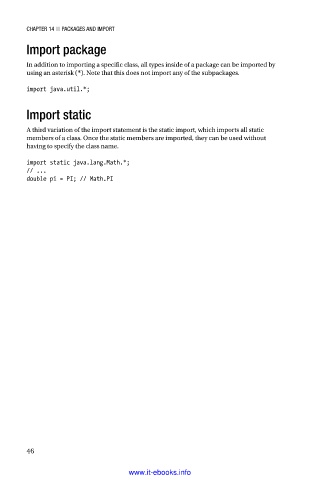 CHAPTER 14 ■ PACKAGES AND IMPORT
Import package
In addition to importing a specific class, all types inside of a package can be imported by
using an asterisk (*). Note that this does not import any of the subpackages.
import java.util.*;
Import static
A third variation of the import statement is the static import, which imports all static
members of a class. Once the static members are imported, they can be used without
having to specify the class name.
import static java.lang.Math.*;
// ...
double pi = PI; // Math.PI
46
www.it-ebooks.info